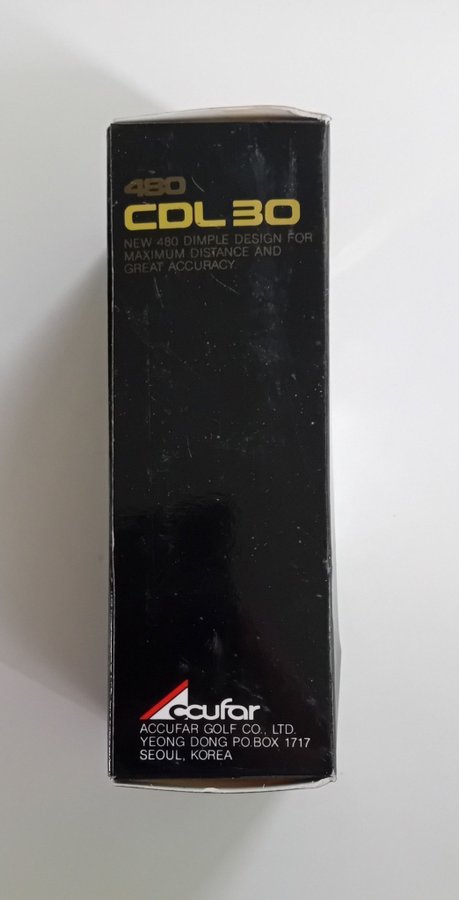 480
CDL 30
NEW 480 DIMPLE DESIGN FOR
MAXIMUM DISTANCE AND
GREAT ACCURACY.
Accufar
ACCUFAR GOLF CO., LTD.
YEONG DONG P.O.BOX 1717
SEOUL, KOREA